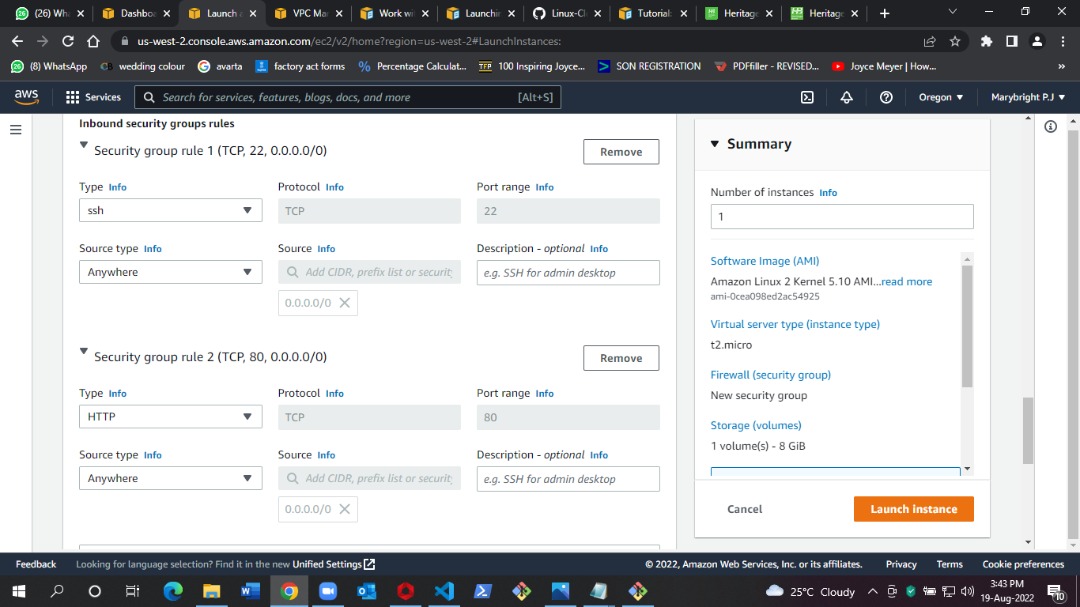 (8) Wha
Dashbo
Launch
VPC Ma
Work wi
Launchin
Linux-Cl
Tutorial
Heritage
Heritage
us-west-2.console.aws.amazon.com/ec2/v2/home?region=us-west-2#LaunchInstances:
(8) WhatsApp
wedding colour
avarta
factory act forms
Percentage Calculat...
100 Inspiring Joyce...
SON REGISTRATION
PDFfiller - REVISED...
Joyce Meyer | How...
»
aws
Services
Search for services, features, blogs, docs, and more
[Alt+S]
Oregon
Marybright P.J
Inbound security groups rules
Security group rule 1 (TCP, 22, 0.0.0.0/0)
Remove
Type Info
Protocol Info
Port range Info
ssh
TCP
22
Source type Info
Source Info
Description - optional Info
Anywhere
Add CIDR, prefix list or securit
e.g. SSH for admin desktop
0.0.0.0/0
Security group rule 2 (TCP, 80, 0.0.0.0/0)
Remove
Type Info
Protocol Info
Port range Info
HTTP
TCP
80
Source type Info
Source Info
Description - optional Info
Anywhere
Add CIDR, prefix list or securit
e.g. SSH for admin desktop
0.0.0.0/0
Summary
Number of instances Info
1
Software Image (AMI)
Amazon Linux 2 Kernel 5.10 AMI...read more
ami-0cea098ed2ac54925
Virtual server type (instance type)
t2.micro
Firewall (security group)
New security group
Storage (volumes)
1 volume(s) - 8 GiB
Cancel
Launch instance
Feedback
Looking for language selection? Find it in the new Unified Settings
© 2022, Amazon Web Services, Inc. or its affiliates.
Privacy
Terms
Cookie preferences
25°C Cloudy
3:43 PM
19-Aug-2022
10